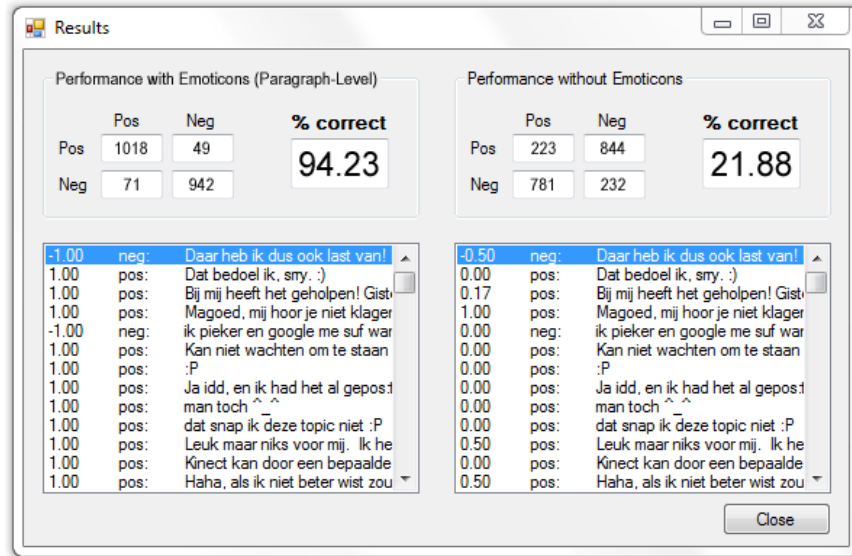 Results
Performance with Emoticons (Paragraph-Level)
Pos Neg % correct
Pos 1018 49 94.23
Neg 71 942
-1.00 neg: Daar heb ik dus ook last van!
1.00 pos: Dat bedoel ik, srry. :)
1.00 pos: Bij mij heeft het geholpen! Giste
1.00 pos: Magoed, mij hoor je niet klager
-1.00 neg: ik pieker en google me suf war
1.00 pos: Kan niet wachten om te staan
1.00 pos: :P
1.00 pos: Ja idd, en ik had het al gepost
1.00 pos: man toch ^_^
1.00 pos: dat snap ik deze topic niet :P
1.00 pos: Leuk maar niks voor mij. Ik he
1.00 pos: Kinect kan door een bepaalde
1.00 pos: Haha, als ik niet beter wist zou
Performance without Emoticons
Pos Neg % correct
Pos 223 844 21.88
Neg 781 232
-0.50 neg: Daar heb ik dus ook last van!
0.00 pos: Dat bedoel ik, srry. :)
0.17 pos: Bij mij heeft het geholpen! Giste
1.00 pos: Magoed, mij hoor je niet klager
0.00 neg: ik pieker en google me suf war
0.00 pos: Kan niet wachten om te staan
0.00 pos: :P
0.00 pos: Ja idd, en ik had het al gepost
0.00 pos: man toch ^_^
0.00 pos: dat snap ik deze topic niet :P
0.50 pos: Leuk maar niks voor mij. Ik he
0.00 pos: Kinect kan door een bepaalde
0.50 pos: Haha, als ik niet beter wist zou
Close